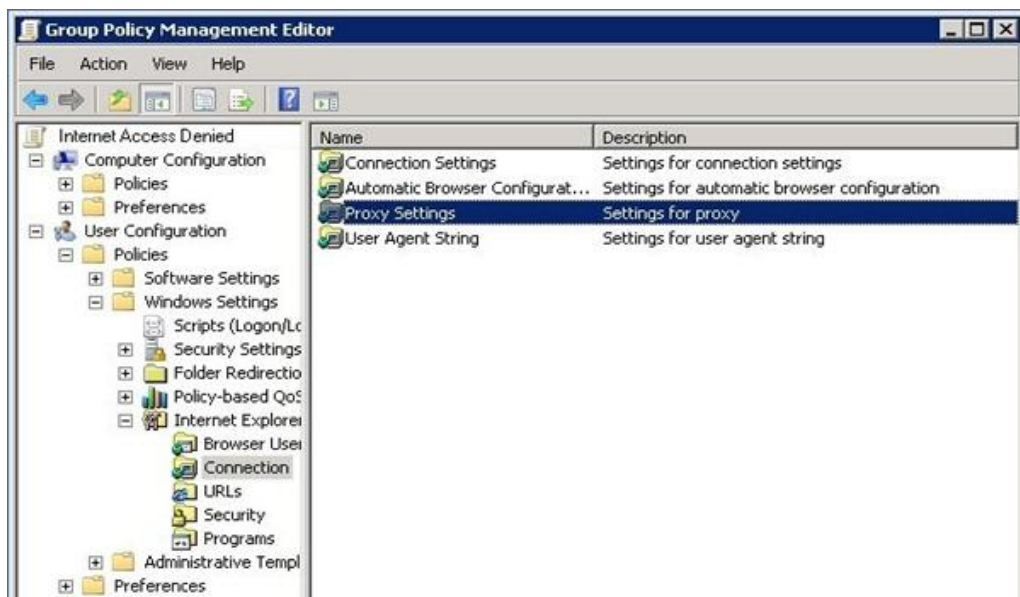 Group Policy Management Editor
File Action View Help
Internet Access Denied
Computer Configuration
Policies
Preferences
User Configuration
Policies
Software Settings
Windows Settings
Scripts (Logon/Lo
Security Settings
Folder Redirectio
Policy-based QoS
Internet Explorer
Browser User
Connection
URLs
Security
Programs
Administrative Templ
Preferences
Name Description
Connection Settings Settings for connection settings
Automatic Browser Configurat... Settings for automatic browser configuration
Proxy Settings Settings for proxy
User Agent String Settings for user agent string